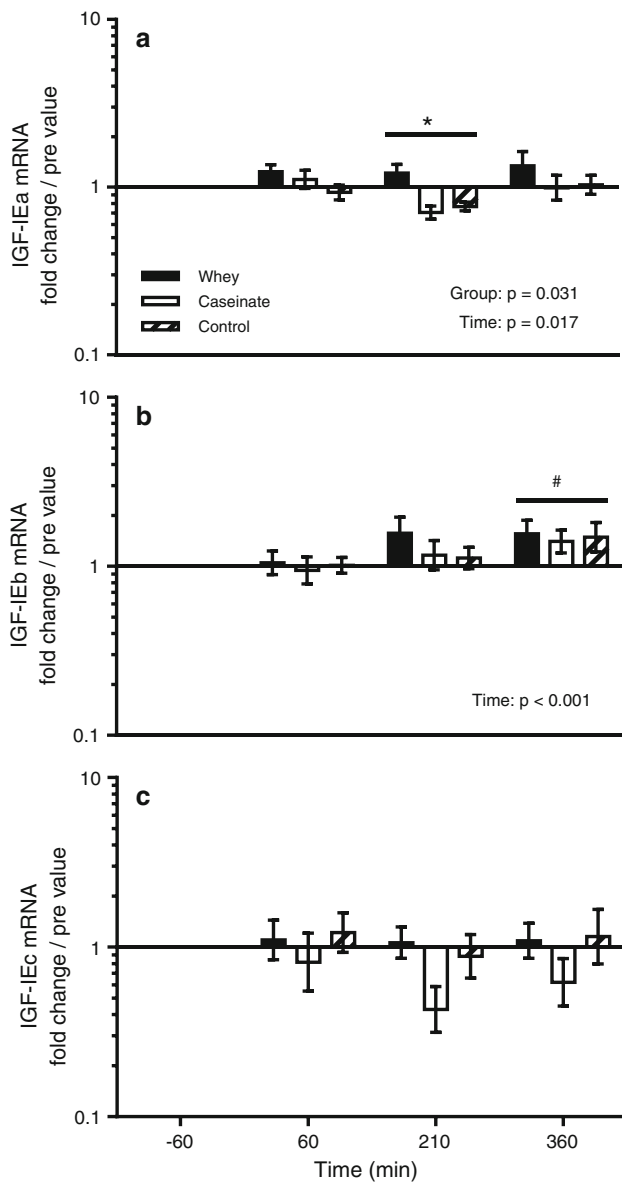 10
a
*
IGF-IEa mRNA
fold change / pre value
1
Whey
Caseinate
Control
Group: p = 0.031
Time: p = 0.017
0.1
10
b
#
IGF-IEb mRNA
fold change / pre value
1
Time: p < 0.001
0.1
10
c
IGF-IEc mRNA
fold change / pre value
1
0.1
-60 60 210 360
Time (min)